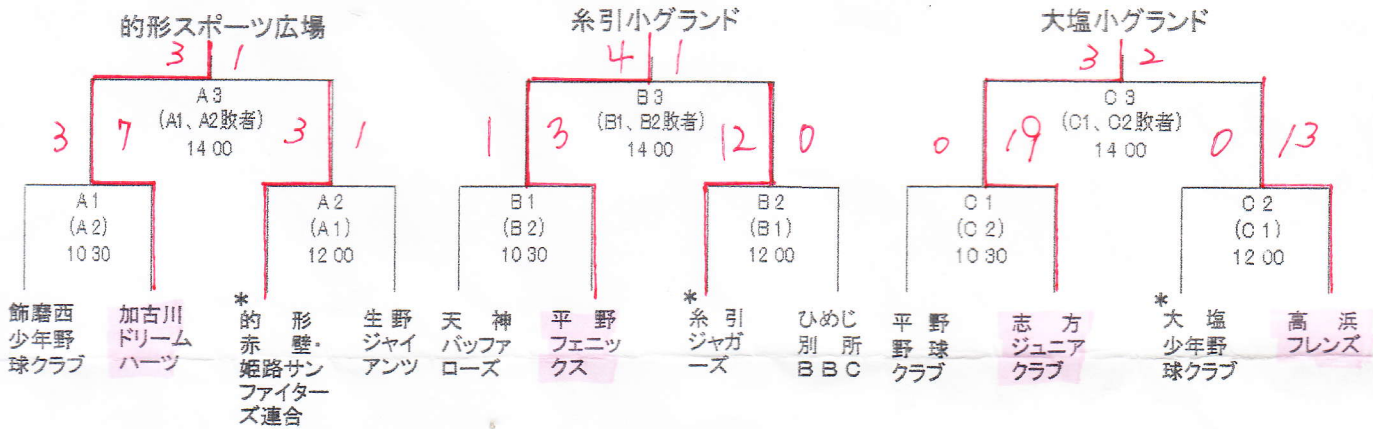 的形スポーツ広場 糸引小グランド 大塩小グランド
3 1 4 1 3 2
A3 B3 C3
(A1、A2敗者) (B1、B2敗者) (C1、C2敗者)
14 00 14 00 14 00
3 7 3 1 1 3 12 0 0 19 0 13
A1 A2 B1 B2 C1 C2
(A2) (A1) (B2) (B1) (C2) (C1)
10 30 12 00 10 30 12 00 10 30 12 00
飾磨西
少年野
球クラブ
加古川
ドリーム
ハーツ
*
的形
赤壁・
姫路サン
ファイター
ズ連合
生野
ジャイ
アンツ
天神
バッファ
ローズ
平野
フェニッ
クス
*
糸引
ジャガ
ーズ
ひめじ
別所
BBC
平野
野球
クラブ
志方
ジュニア
クラブ
*
大塩
少年野
球クラブ
高浜
フレンズ